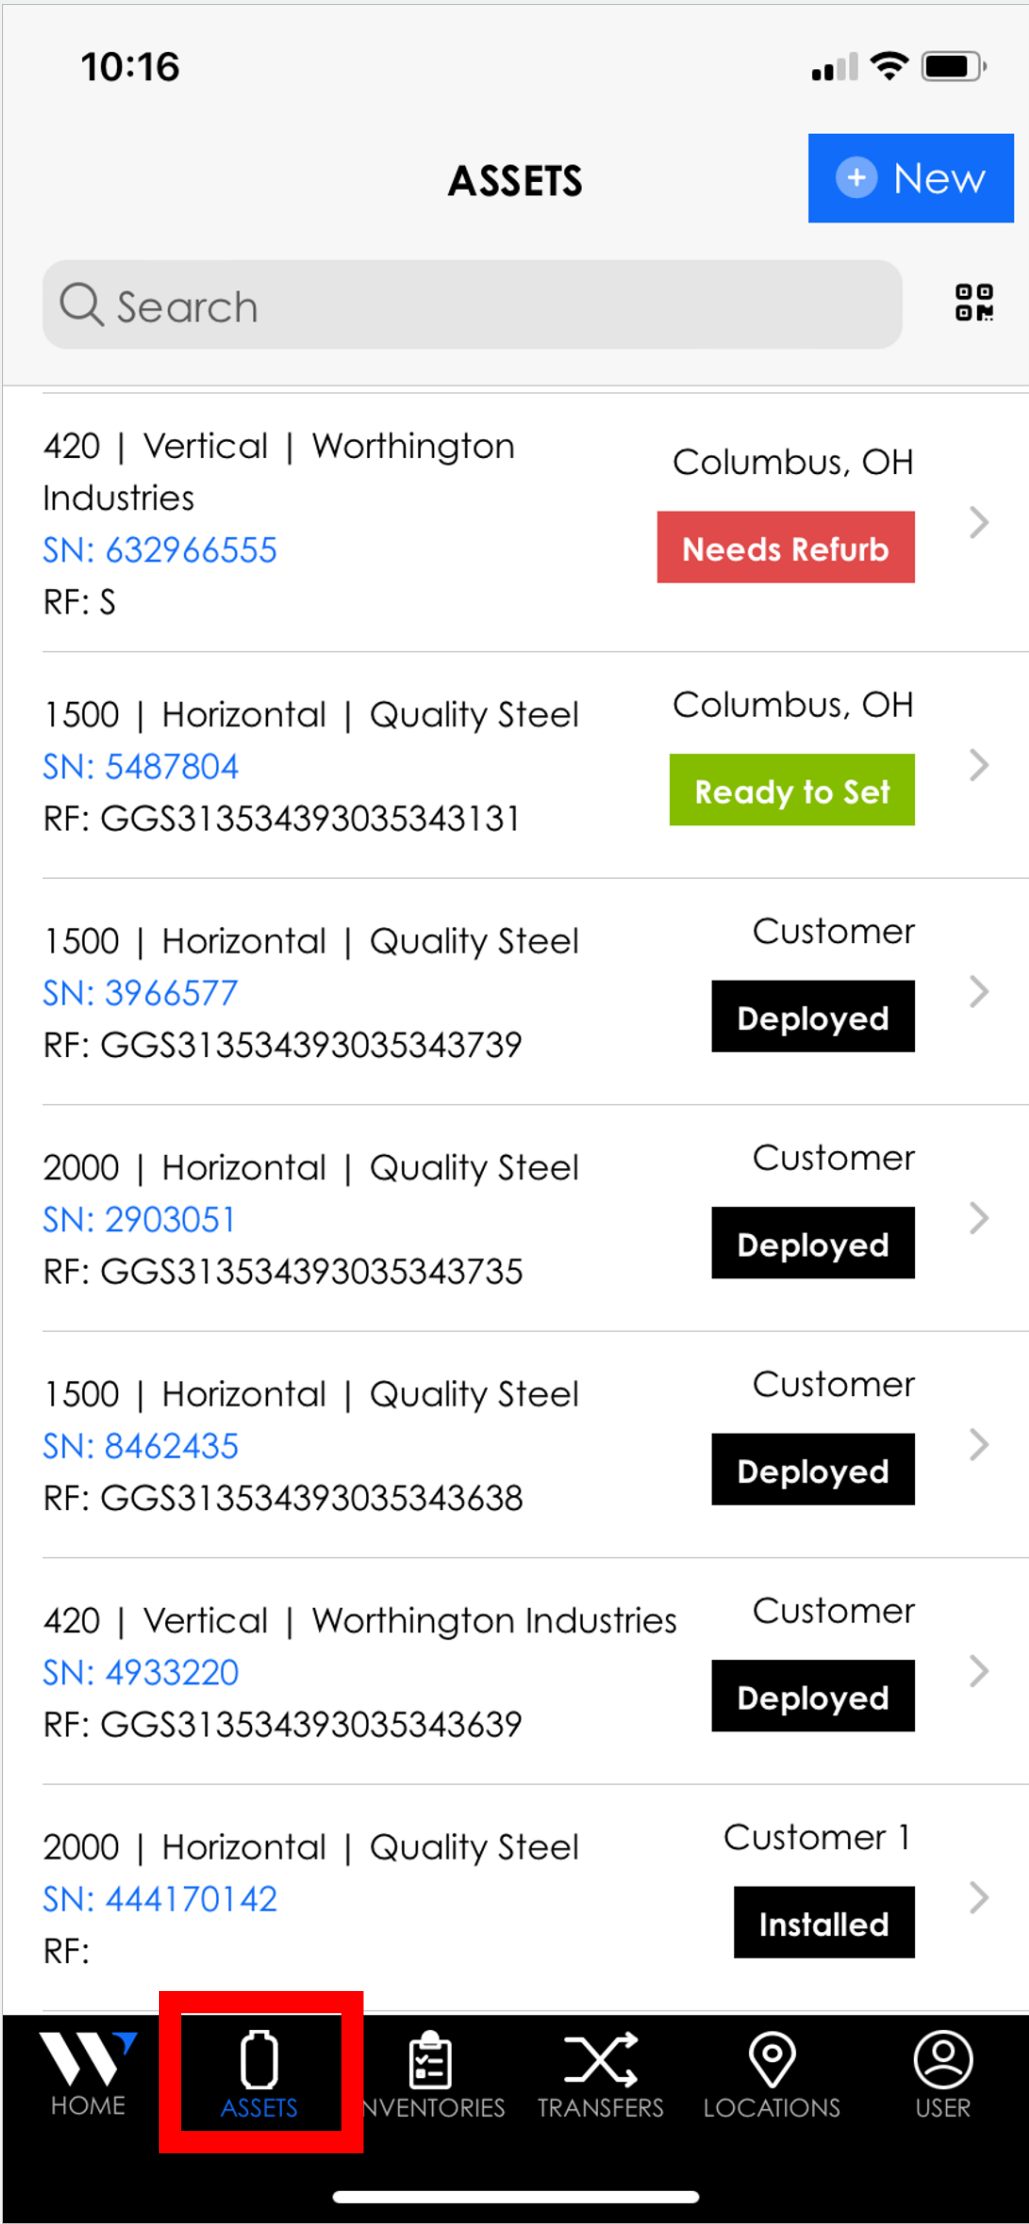 10:16
ASSETS
+ New
Search
420 | Vertical | Worthington
Industries
SN: 632966555
RF: S
Columbus, OH
Needs Refurb
1500 | Horizontal | Quality Steel
SN: 5487804
RF: GGS313534393035343131
Columbus, OH
Ready to Set
1500 | Horizontal | Quality Steel
SN: 3966577
RF: GGS313534393035343739
Customer
Deployed
2000 | Horizontal | Quality Steel
SN: 2903051
RF: GGS313534393035343735
Customer
Deployed
1500 | Horizontal | Quality Steel
SN: 8462435
RF: GGS313534393035343638
Customer
Deployed
420 | Vertical | Worthington Industries
SN: 4933220
RF: GGS313534393035343639
Customer
Deployed
2000 | Horizontal | Quality Steel
SN: 444170142
RF:
Customer 1
Installed
HOME
ASSETS
NVENTORIES
TRANSFERS
LOCATIONS
USER